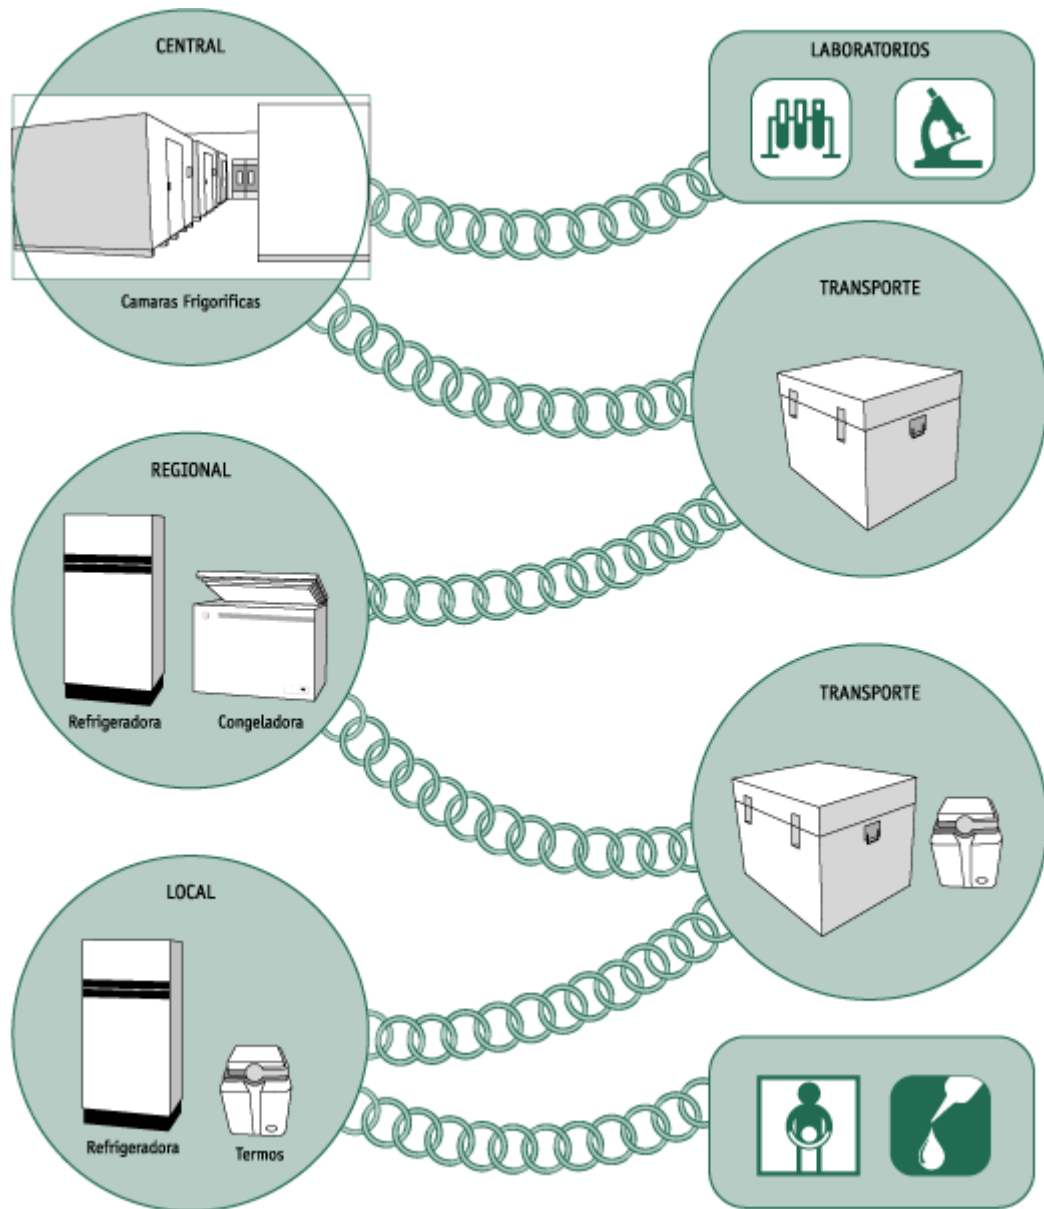 CENTRAL
LABORATORIOS
Camaras Frigorificas
TRANSPORTE
REGIONAL
Refrigeradora
Congeladora
TRANSPORTE
LOCAL
Refrigeradora
Termos